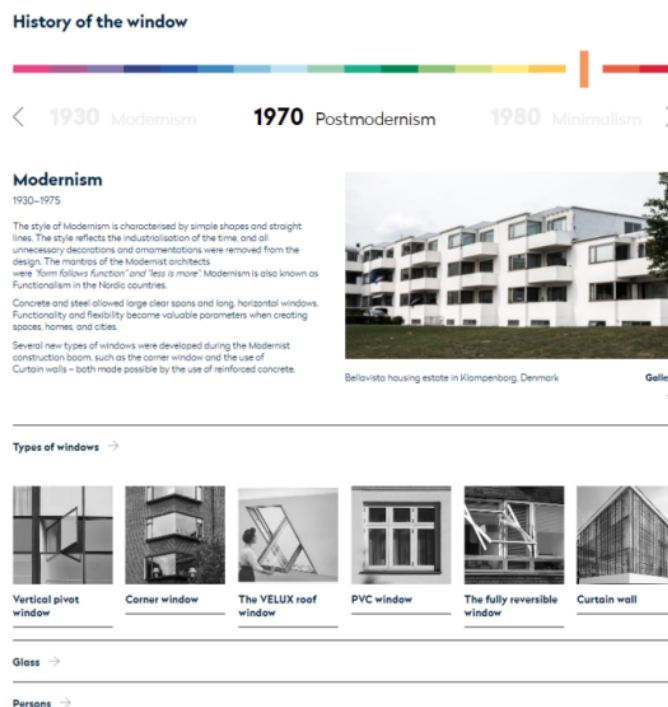 History of the window
1930 Modernism
1970 Postmodernism
1980 Minimalism
Modernism
1930–1975
The style of Modernism is characterised by simple shapes and straight
lines. The style reflects the industrialisation of the time, and all
unnecessary decorations and ornamentations were removed from the
design. The mantras of the Modernist architects
were "form follows function" and "less is more". Modernism is also known as
Functionalism in the Nordic countries.
Concrete and steel allowed large clear spans and long, horizontal windows.
Functionality and flexibility became valuable parameters when creating
spaces, homes, and cities.
Several new types of windows were developed during the Modernist
construction boom, such as the corner window and the use of
Curtain walls – both made possible by the use of reinforced concrete.
Bellavista housing estate in Klampenborg, Denmark
Galle
Types of windows →
Vertical pivot
window
Corner window
The VELUX roof
window
PVC window
The fully reversible
window
Curtain wall
Glass →
Persons →